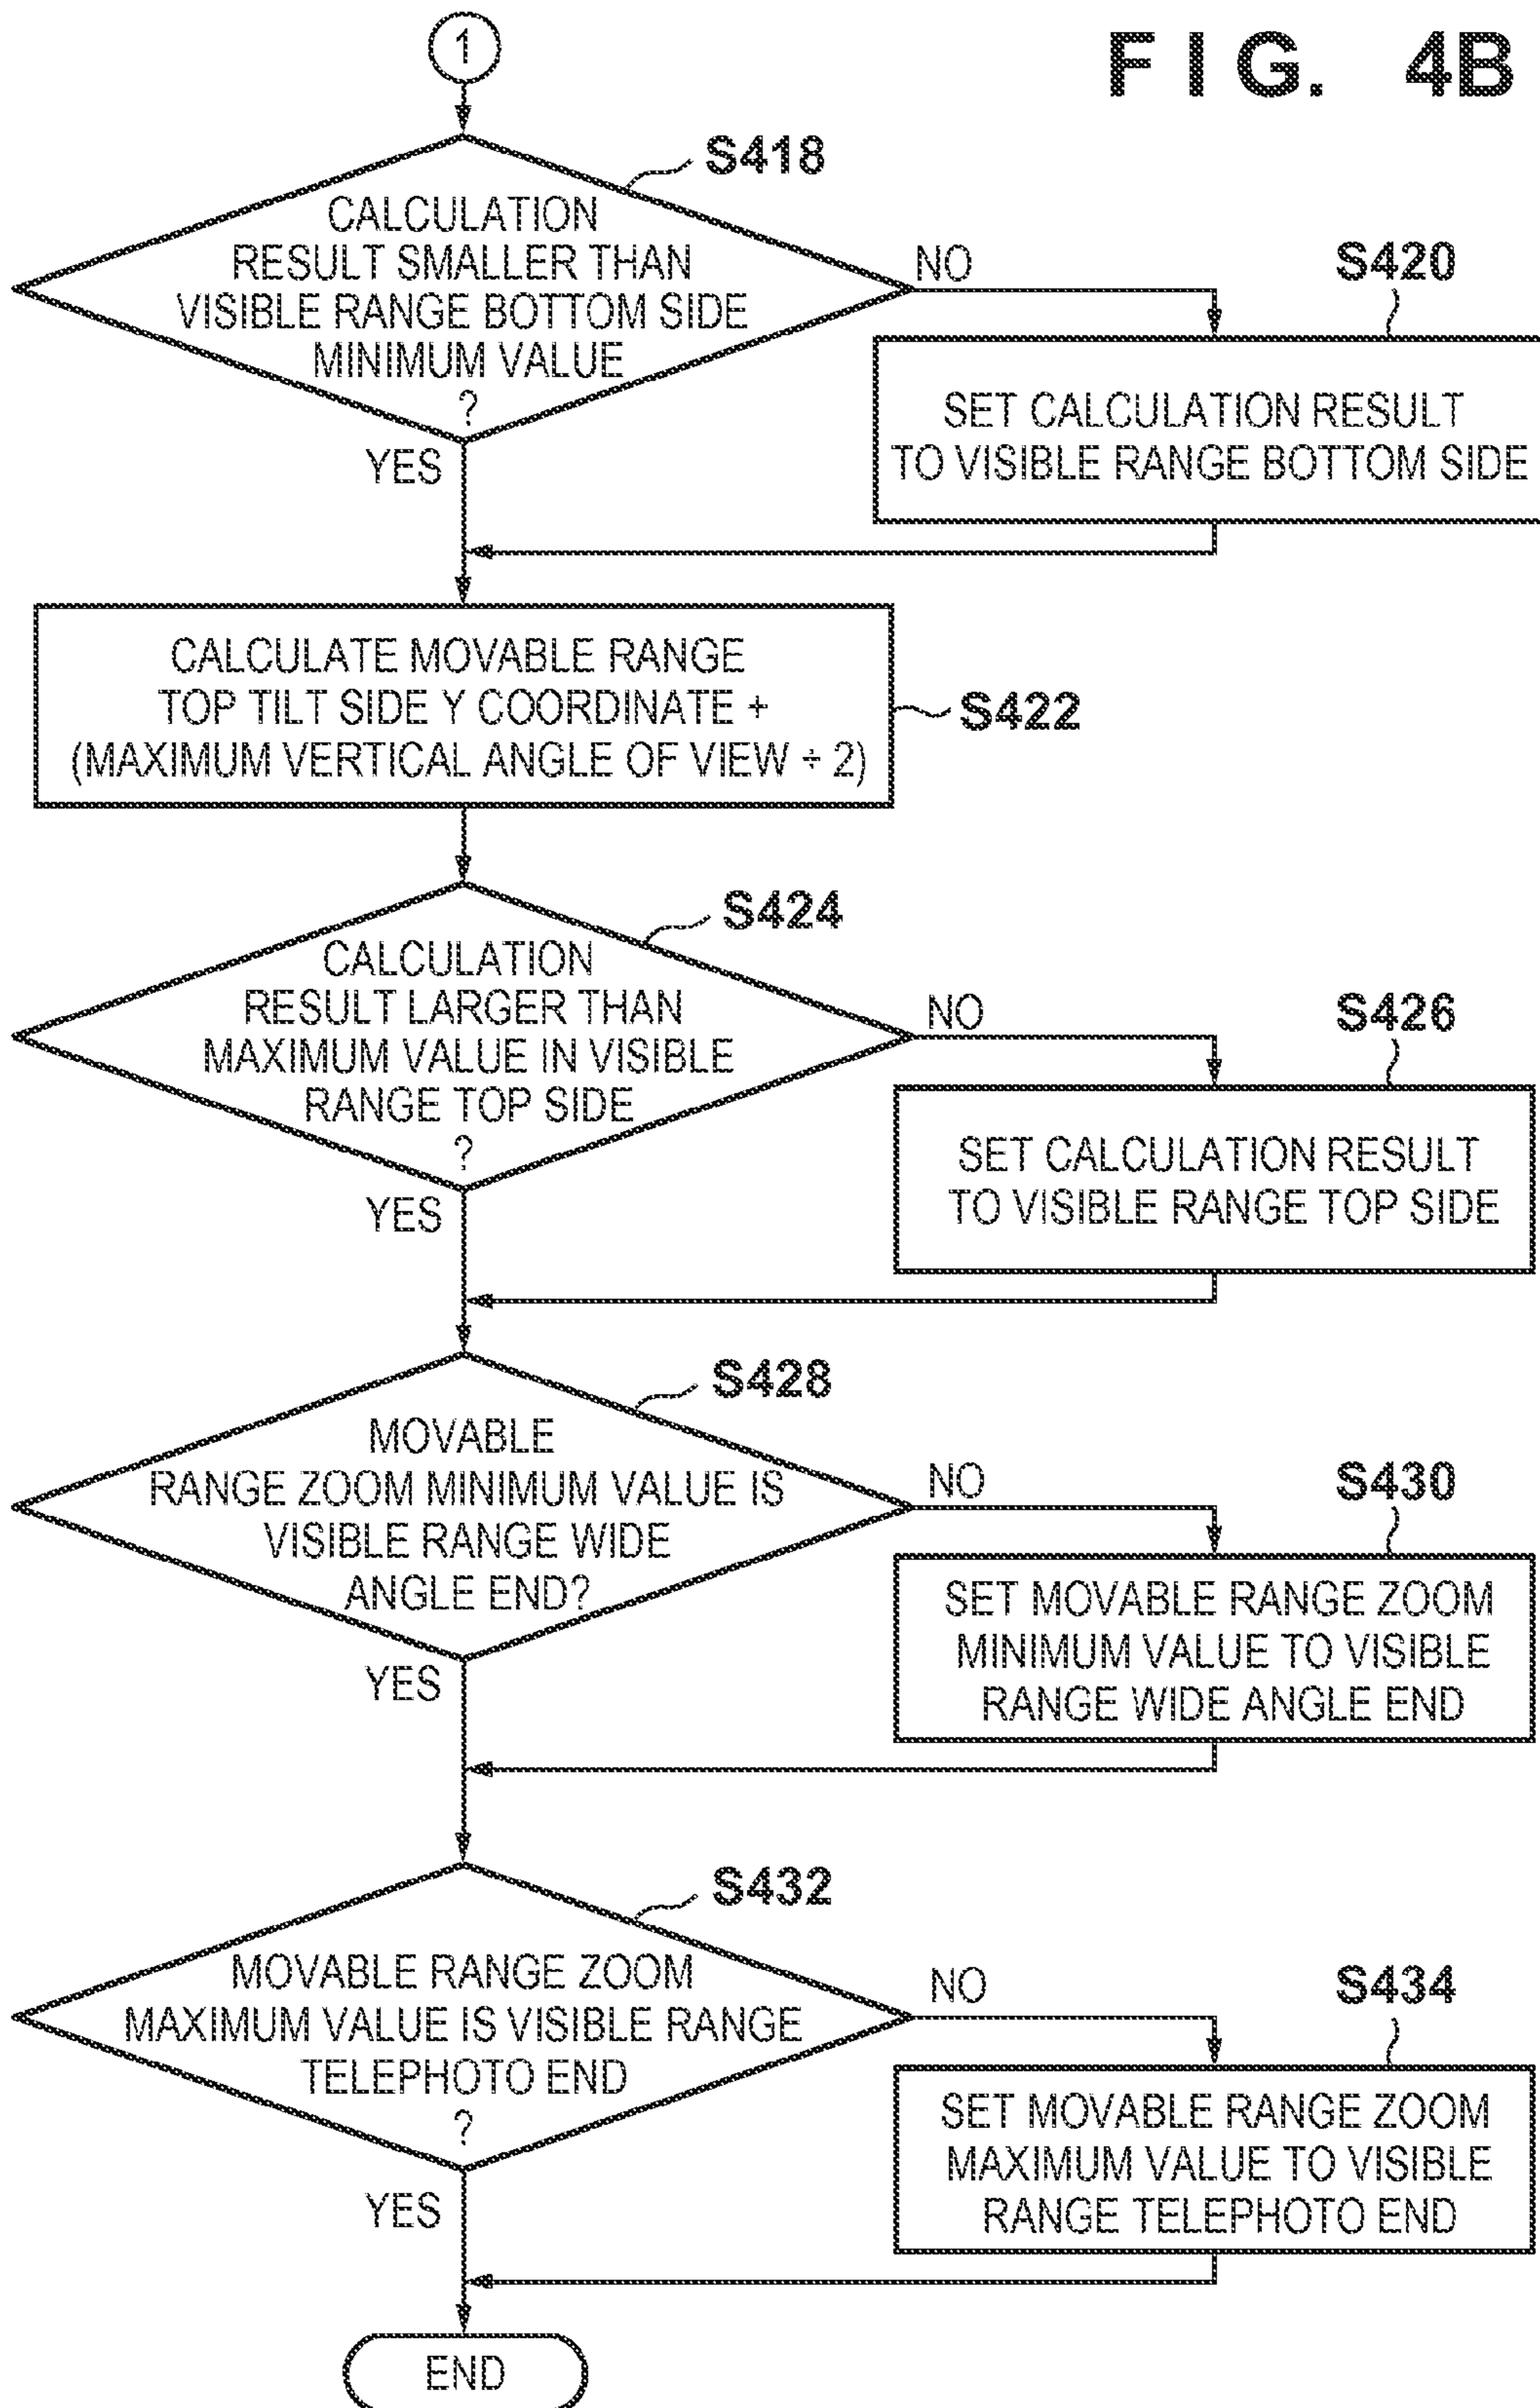 FIG. 4B
1
S418
CALCULATION
RESULT SMALLER THAN
VISIBLE RANGE BOTTOM SIDE
MINIMUM VALUE
?
NO
YES
S420
SET CALCULATION RESULT
TO VISIBLE RANGE BOTTOM SIDE
CALCULATE MOVABLE RANGE
TOP TILT SIDE Y COORDINATE +
(MAXIMUM VERTICAL ANGLE OF VIEW ÷ 2)
S422
S424
CALCULATION
RESULT LARGER THAN
MAXIMUM VALUE IN VISIBLE
RANGE TOP SIDE
?
NO
YES
S426
SET CALCULATION RESULT
TO VISIBLE RANGE TOP SIDE
S428
MOVABLE
RANGE ZOOM MINIMUM VALUE IS
VISIBLE RANGE WIDE
ANGLE END?
NO
YES
S430
SET MOVABLE RANGE ZOOM
MINIMUM VALUE TO VISIBLE
RANGE WIDE ANGLE END
S432
MOVABLE RANGE ZOOM
MAXIMUM VALUE IS VISIBLE RANGE
TELEPHOTO END
?
NO
YES
S434
SET MOVABLE RANGE ZOOM
MAXIMUM VALUE TO VISIBLE
RANGE TELEPHOTO END
END